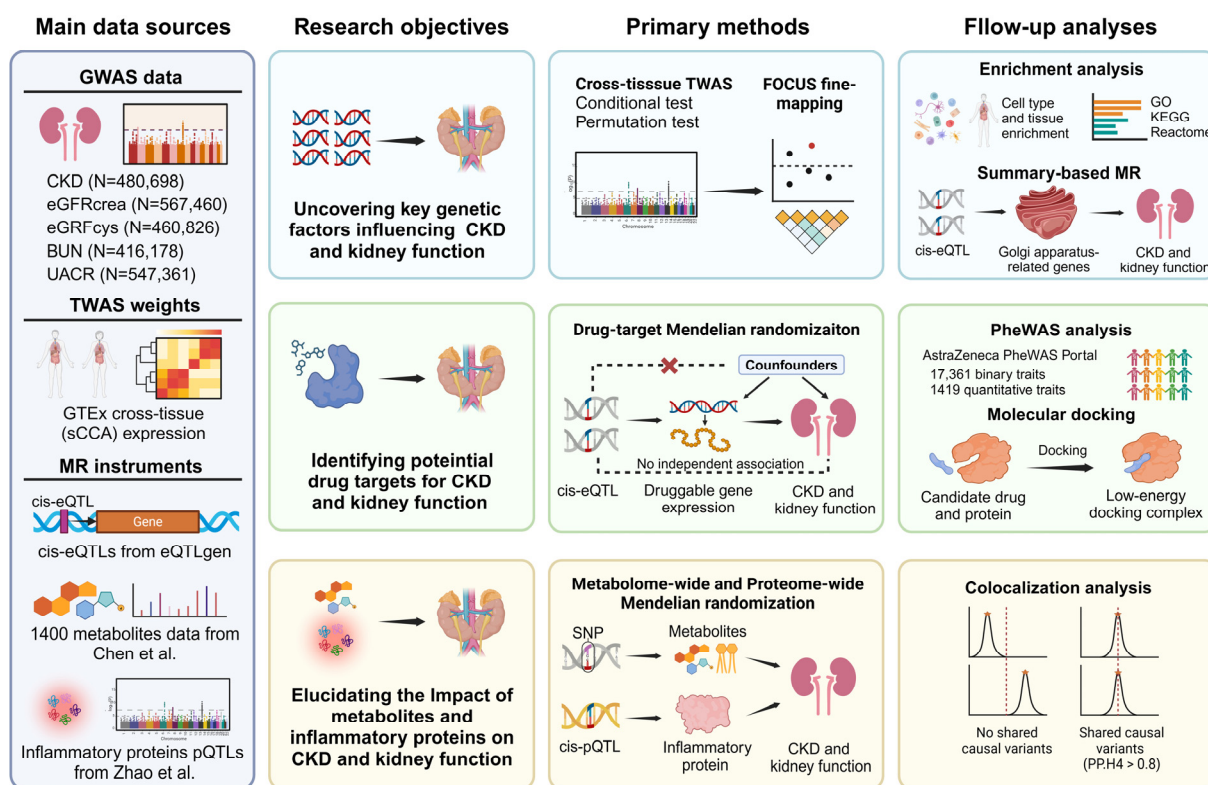 Main data sources
GWAS data
CKD (N=480,698)
eGFRcrea (N=567,460)
eGRFcys (N=460,826)
BUN (N=416,178)
UACR (N=547,361)
TWAS weights
GTEx cross-tissue
(sCCA) expression
MR instruments
cis-eQTL
Gene
cis-eQTLs from eQTLgen
1400 metabolites data from
Chen et al.
Inflammatory proteins pQTLs
from Zhao et al.
Research objectives
Uncovering key genetic
factors influencing CKD
and kidney function
Identifying poteintial
drug targets for CKD
and kidney function
Elucidating the Impact of
metabolites and
inflammatory proteins on
CKD and kidney function
Primary methods
Cross-tisssue TWAS
Conditional test
Permutation test
FOCUS fine-
mapping
Chromosome
Drug-target Mendelian randomizaiton
Counfounders
No independent association
cis-eQTL
Druggable gene
expression
CKD and
kidney function
Metabolome-wide and Proteome-wide
Mendelian randomization
SNP
Metabolites
cis-pQTL
Inflammatory
protein
CKD and
kidney function
Fllow-up analyses
Enrichment analysis
Cell type
and tissue
enrichment
GO
KEGG
Reactome
Summary-based MR
cis-eQTL
Golgi apparatus-
related genes
CKD and
kidney function
PheWAS analysis
AstraZeneca PheWAS Portal
17,361 binary traits
1419 quantitative traits
Molecular docking
Docking
Candidate drug
and protein
Low-energy
docking complex
Colocalization analysis
No shared
causal variants
Shared causal
variants
(PP.H4 > 0.8)